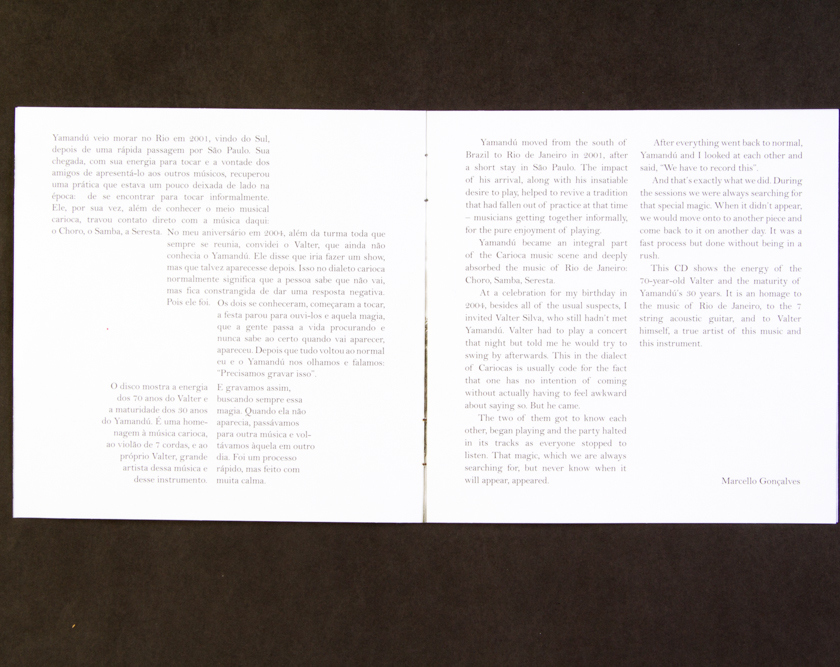 Yamandú veio morar no Rio em 2001, vindo do Sul,
depois de uma rápida passagem por São Paulo. Sua
chegada, com sua energia para tocar e a vontade dos
amigos de apresentá-lo aos outros músicos, recuperou
uma prática que estava um pouco deixada de lado na
época: de se encontrar para tocar informalmente.
Ele, por sua vez, além de conhecer o meio musical
carioca, travou contato direto com a música daqui:
o Choro, o Samba, a Seresta.
No meu aniversário em 2004, além da turma toda que
sempre se reunia, convidei o Valter, que ainda não
conhecia o Yamandú. Ele disse que iria fazer um show,
mas que talvez aparecesse depois. Isso no dialeto carioca
normalmente significa que a pessoa sabe que não vai,
mas fica constrangida de dar uma resposta negativa.
Pois ele foi.
Os dois se conheceram, começaram a tocar,
a festa parou para ouvi-los e aquela magia,
que a gente passa a vida procurando e
nunca sabe ao certo quando vai aparecer,
apareceu. Depois que tudo voltou ao normal
eu e o Yamandú nos olhamos e falamos:
"Precisamos gravar isso".
E gravamos assim,
buscando sempre essa
magia. Quando ela não
aparecia, passávamos
para outra música e vol-
távamos àquela em outro
dia. Foi um processo
rápido, mas feito com
muita calma.
O disco mostra a energia
dos 70 anos do Valter e
a maturidade dos 30 anos
do Yamandú. É uma home-
nagem à música carioca,
ao violão de 7 cordas, e ao
próprio Valter, grande
artista dessa música e
desse instrumento.
Yamandú moved from the south of
Brazil to Rio de Janeiro in 2001, after
a short stay in São Paulo. The impact
of his arrival, along with his insatiable
desire to play, helped to revive a tradition
that had fallen out of practice at that time
– musicians getting together informally,
for the pure enjoyment of playing.
Yamandú became an integral part
of the Carioca music scene and deeply
absorbed the music of Rio de Janeiro:
Choro, Samba, Seresta.
At a celebration for my birthday in
2004, besides all of the usual suspects, I
invited Valter Silva, who still hadn't met
Yamandú. Valter had to play a concert
that night but told me he would try to
swing by afterwards. This in the dialect
of Cariocas is usually code for the fact
that one has no intention of coming
without actually having to feel awkward
about saying so. But he came.
The two of them got to know each
other, began playing and the party halted
in its tracks as everyone stopped to
listen. That magic, which we are always
searching for, but never know when it
will appear, appeared.
After everything went back to normal,
Yamandú and I looked at each other and
said, "We have to record this".
And that's exactly what we did. During
the sessions we were always searching for
that special magic. When it didn't appear,
we would move onto to another piece and
come back to it on another day. It was a
fast process but done without being in a
rush.
This CD shows the energy of the
70-year-old Valter and the maturity of
Yamandú's 30 years. It is an homage to
the music of Rio de Janeiro, to the 7
string acoustic guitar, and to Valter
himself, a true artist of this music and
this instrument.
Marcello Gonçalves